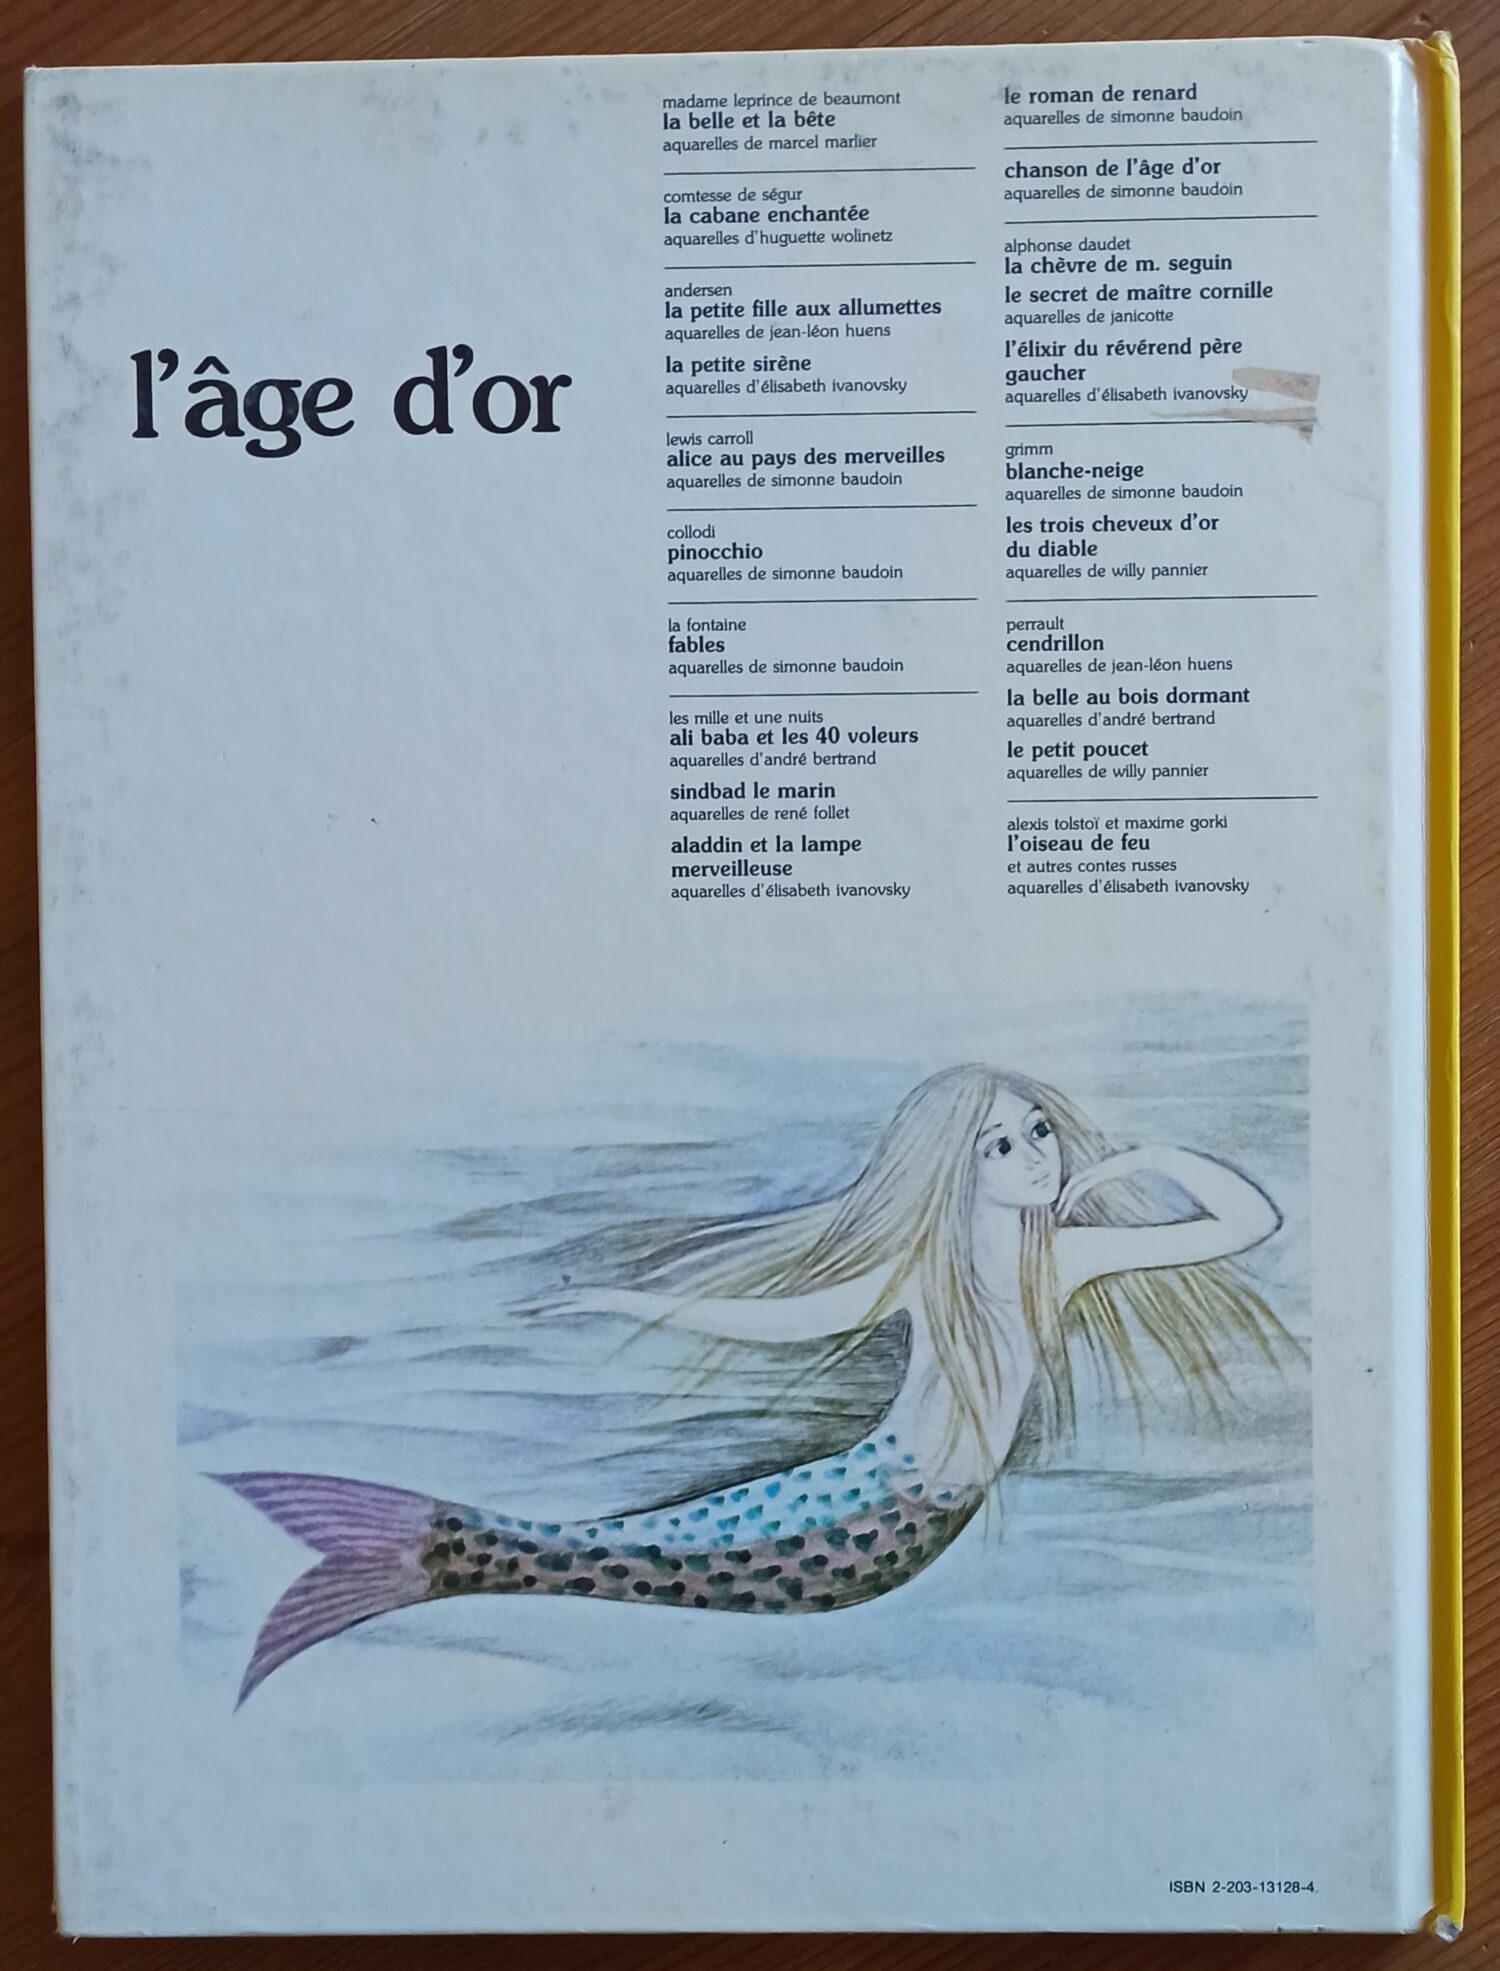 l'âge d'or
madame leprince de beaumont
la belle et la bête
aquarelles de marcel marlier
comtesse de ségur
la cabane enchantée
aquarelles d'huguette wolinetz
andersen
la petite fille aux allumettes
aquarelles de jean-léon huens
la petite sirène
aquarelles d'élisabeth ivanovsky
lewis carroll
alice au pays des merveilles
aquarelles de simonne baudoin
collodi
pinocchio
aquarelles de simonne baudoin
la fontaine
fables
aquarelles de simonne baudoin
les mille et une nuits
ali baba et les 40 voleurs
aquarelles d'andré bertrand
sindbad le marin
aquarelles de rené follet
aladdin et la lampe
merveilleuse
aquarelles d'élisabeth ivanovsky
le roman de renard
aquarelles de simonne baudoin
chanson de l'âge d'or
aquarelles de simonne baudoin
alphonse daudet
la chèvre de m. seguin
le secret de maître cornille
aquarelles de janicotte
l'élixir du révérend père
gaucher
aquarelles d'élisabeth ivanovsky
grimm
blanche-neige
aquarelles de simonne baudoin
les trois cheveux d'or
du diable
aquarelles de willy pannier
perrault
cendrillon
aquarelles de jean-léon huens
la belle au bois dormant
aquarelles d'andré bertrand
le petit poucet
aquarelles de willy pannier
alexis tolstoï et maxime gorki
l'oiseau de feu
et autres contes russes
aquarelles d'élisabeth ivanovsky
ISBN 2-203-13128-4